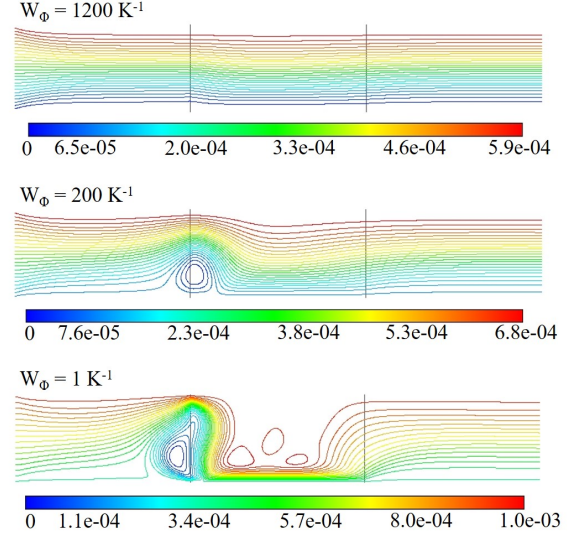 W_Φ = 1200 K⁻¹
0 6.5e-05 2.0e-04 3.3e-04 4.6e-04 5.9e-04
W_Φ = 200 K⁻¹
0 7.6e-05 2.3e-04 3.8e-04 5.3e-04 6.8e-04
W_Φ = 1 K⁻¹
0 1.1e-04 3.4e-04 5.7e-04 8.0e-04 1.0e-03